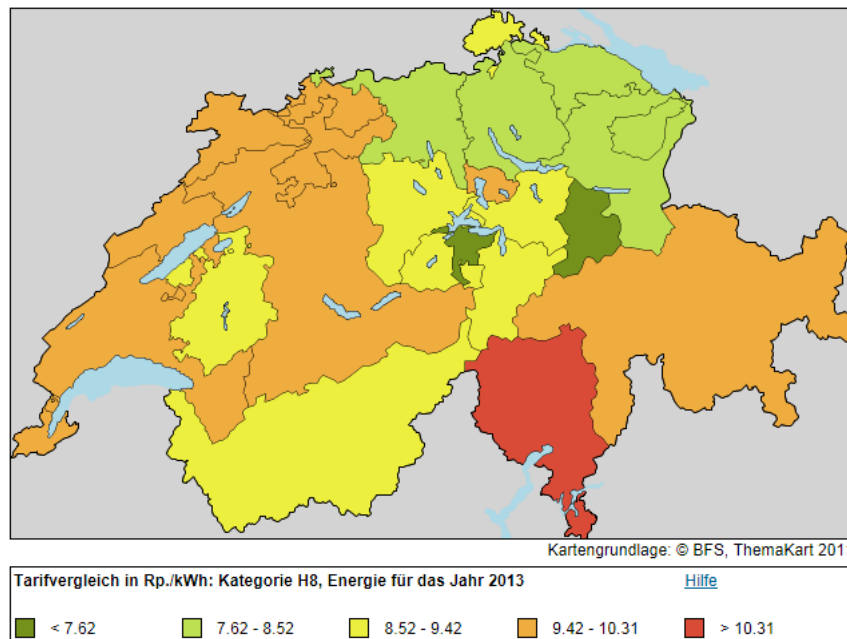 Kartengrundlage: © BFS, ThemaKart 201
Tarifvergleich in Rp./kWh: Kategorie H8, Energie für das Jahr 2013 Hilfe
< 7.62 7.62 - 8.52 8.52 - 9.42 9.42 - 10.31 > 10.31